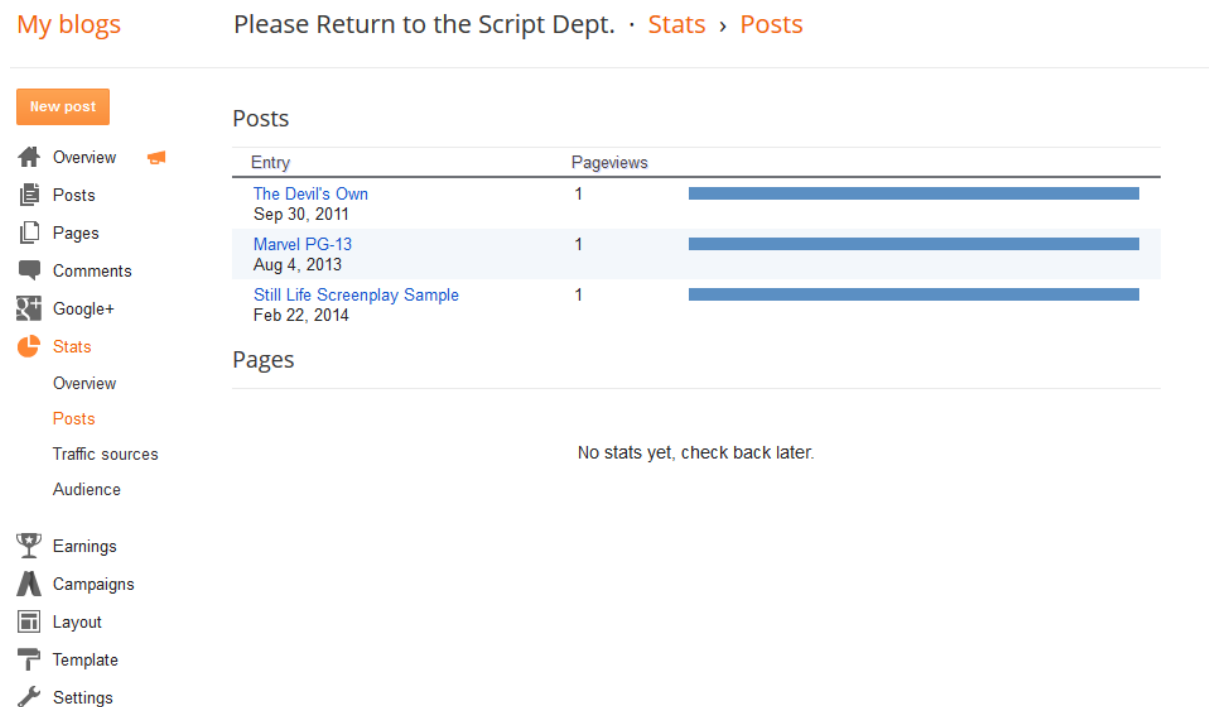 My blogs
Please Return to the Script Dept. · Stats › Posts
New post
Overview
Posts
Pages
Comments
Google+
Stats
Overview
Posts
Traffic sources
Audience
Earnings
Campaigns
Layout
Template
Settings
Posts
Entry Pageviews
The Devil's Own 1
Sep 30, 2011
Marvel PG-13 1
Aug 4, 2013
Still Life Screenplay Sample 1
Feb 22, 2014
Pages
No stats yet, check back later.